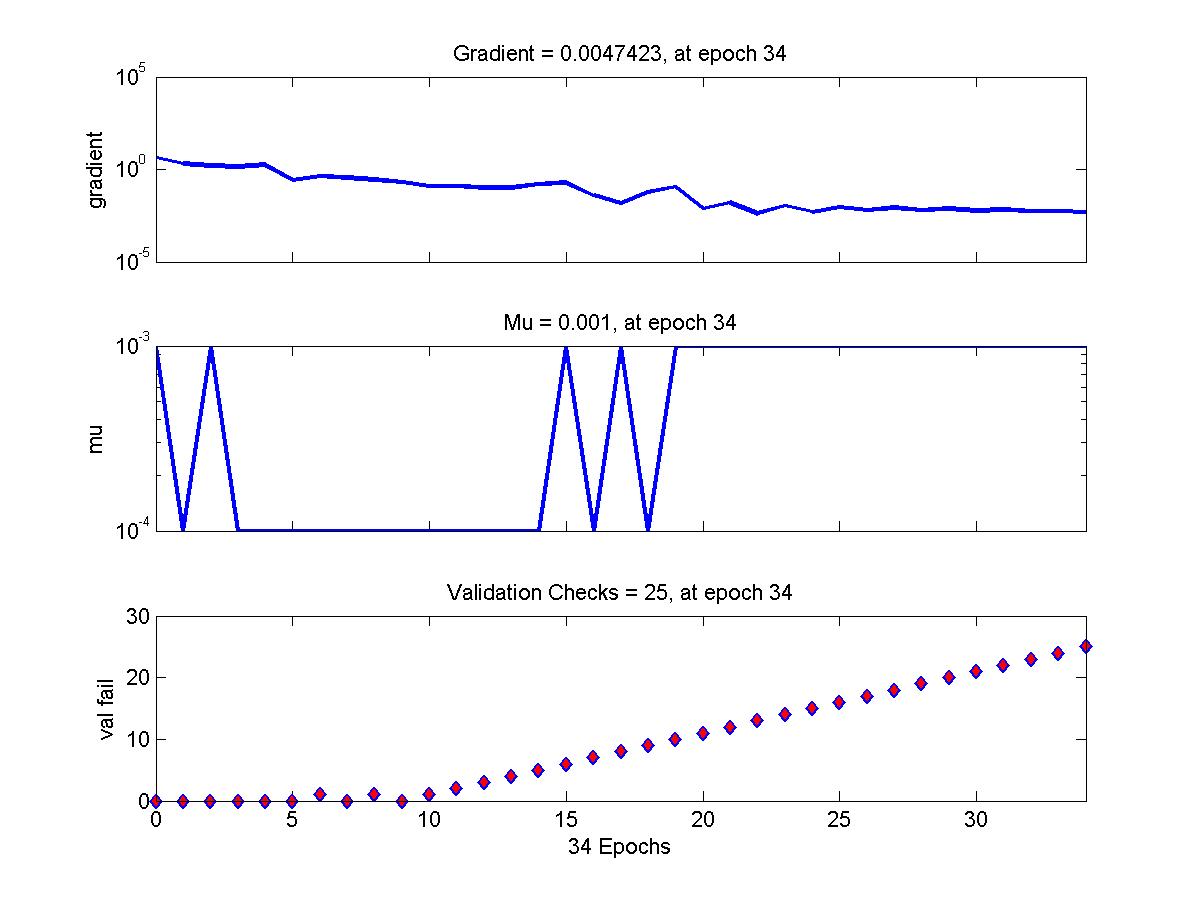 Gradient = 0.0047423, at epoch 34
10^5
10^0
10^-5
gradient
Mu = 0.001, at epoch 34
10^-3
10^-4
mu
Validation Checks = 25, at epoch 34
30
20
10
0
val fail
0 5 10 15 20 25 30
34 Epochs